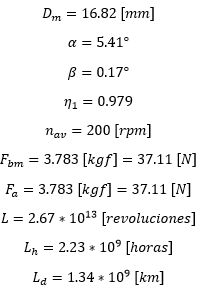 D_m = 16.82 [mm]
α = 5.41°
β = 0.17°
η_1 = 0.979
n_av = 200 [rpm]
F_bm = 3.783 [kgf] = 37.11 [N]
F_a = 3.783 [kgf] = 37.11 [N]
L = 2.67 * 10^13 [revoluciones]
L_h = 2.23 * 10^9 [horas]
L_d = 1.34 * 10^9 [km]